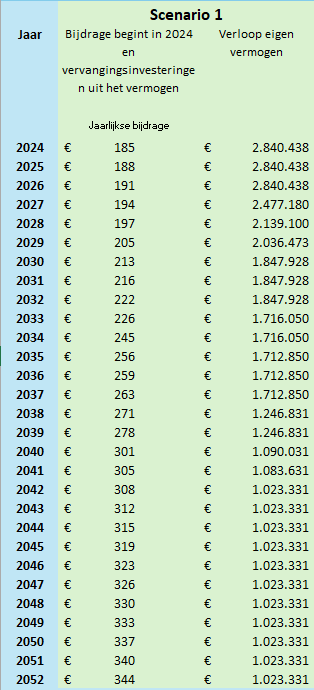 Scenario 1
Jaar Bijdrage begint in 2024 Verloop eigen
en vermogen
vervangingsinvesteringe
n uit het vermogen
Jaarlijkse bijdrage
2024 € 185 € 2.840.438
2025 € 188 € 2.840.438
2026 € 191 € 2.840.438
2027 € 194 € 2.477.180
2028 € 197 € 2.139.100
2029 € 205 € 2.036.473
2030 € 213 € 1.847.928
2031 € 216 € 1.847.928
2032 € 222 € 1.847.928
2033 € 226 € 1.716.050
2034 € 245 € 1.716.050
2035 € 256 € 1.712.850
2036 € 259 € 1.712.850
2037 € 263 € 1.712.850
2038 € 271 € 1.246.831
2039 € 278 € 1.246.831
2040 € 301 € 1.090.031
2041 € 305 € 1.083.631
2042 € 308 € 1.023.331
2043 € 312 € 1.023.331
2044 € 315 € 1.023.331
2045 € 319 € 1.023.331
2046 € 323 € 1.023.331
2047 € 326 € 1.023.331
2048 € 330 € 1.023.331
2049 € 333 € 1.023.331
2050 € 337 € 1.023.331
2051 € 340 € 1.023.331
2052 € 344 € 1.023.331